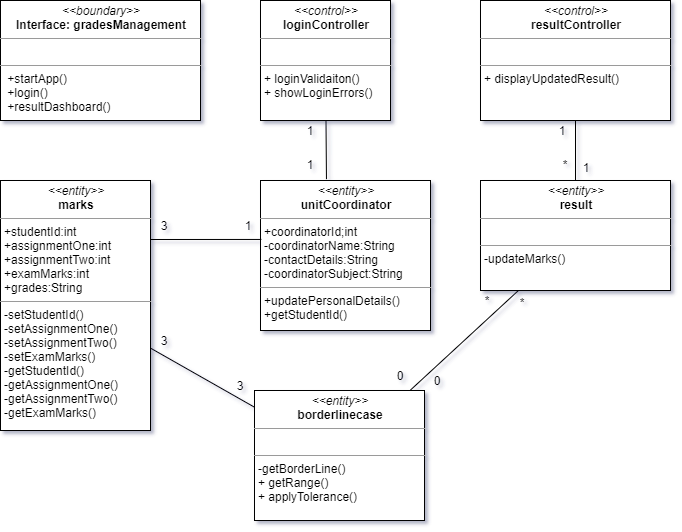 <<boundary>>
Interface: gradesManagement
+startApp()
+login()
+resultDashboard()
<<control>>
loginController
+ loginValidaiton()
+ showLoginErrors()
<<control>>
resultController
+ displayUpdatedResult()
1
1
1
*
1
<<entity>>
marks
+studentId:int
+assignmentOne:int
+assignmentTwo:int
+examMarks:int
+grades:String
-setStudentId()
-setAssignmentOne()
-setAssignmentTwo()
-setExamMarks()
-getStudentId()
-getAssignmentOne()
-getAssignmentTwo()
-getExamMarks()
3
1
<<entity>>
unitCoordinator
+coordinatorId;int
-coordinatorName:String
-contactDetails:String
-coordinatorSubject:String
+updatePersonalDetails()
+getStudentId()
<<entity>>
result
-updateMarks()
*
*
3
3
0
0
<<entity>>
borderlinecase
-getBorderLine()
+ getRange()
+ applyTolerance()